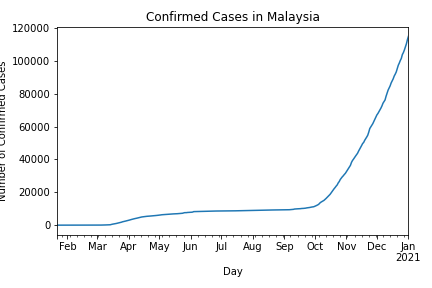 Confirmed Cases in Malaysia
120000
100000
80000
60000
40000
20000
0
Number of Confirmed Cases
Feb Mar Apr May Jun Jul Aug Sep Oct Nov Dec Jan
2021
Day